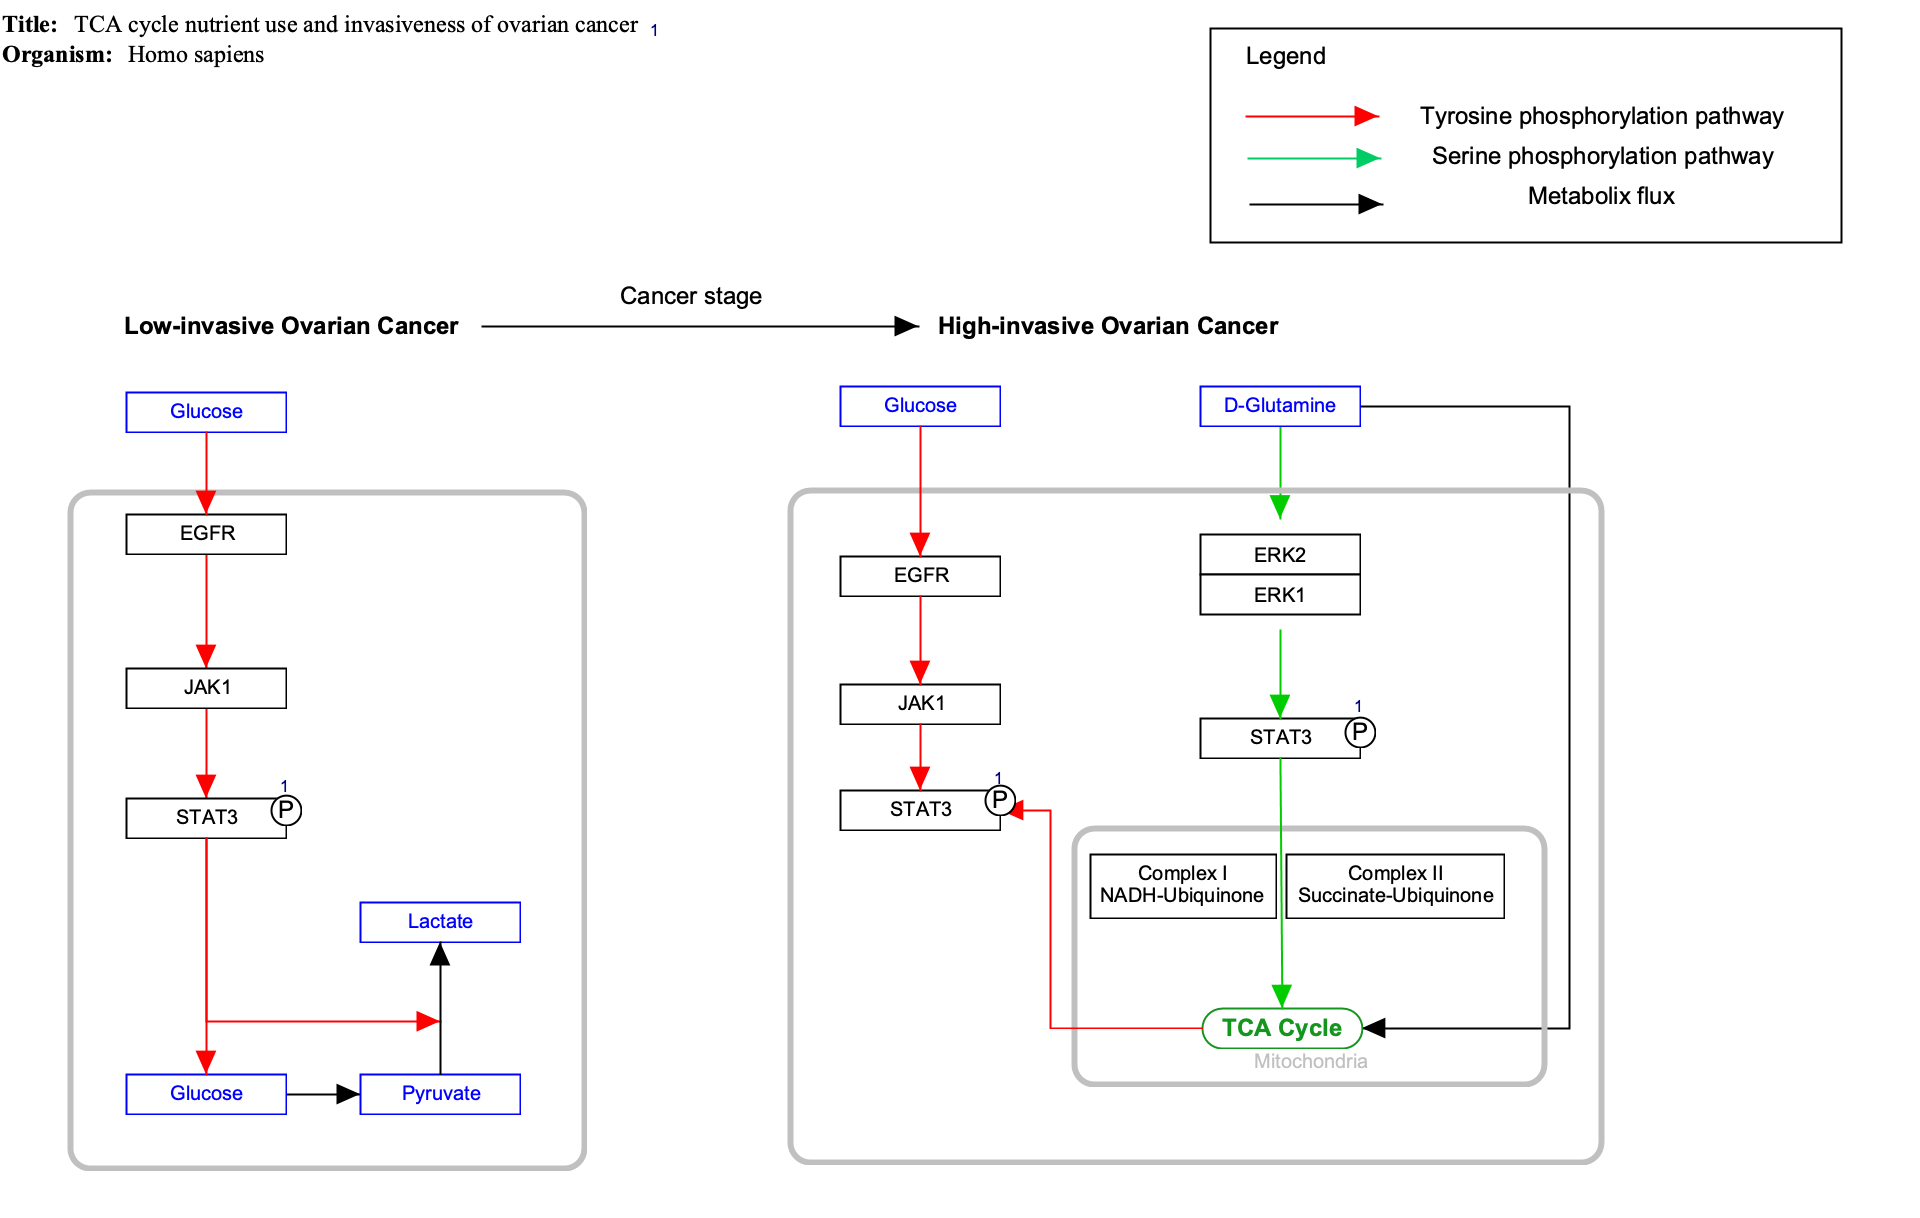 Title: TCA cycle nutrient use and invasiveness of ovarian cancer 1
Organism: Homo sapiens
Legend
Tyrosine phosphorylation pathway
Serine phosphorylation pathway
Metabolix flux
Cancer stage
Low-invasive Ovarian Cancer
High-invasive Ovarian Cancer
Glucose
EGFR
JAK1
1
STAT3 P
Lactate
Glucose
Pyruvate
Glucose
D-Glutamine
EGFR
ERK2
ERK1
JAK1
1
STAT3 P
1
STAT3 P
Complex I
NADH-Ubiquinone
Complex II
Succinate-Ubiquinone
TCA Cycle
Mitochondria